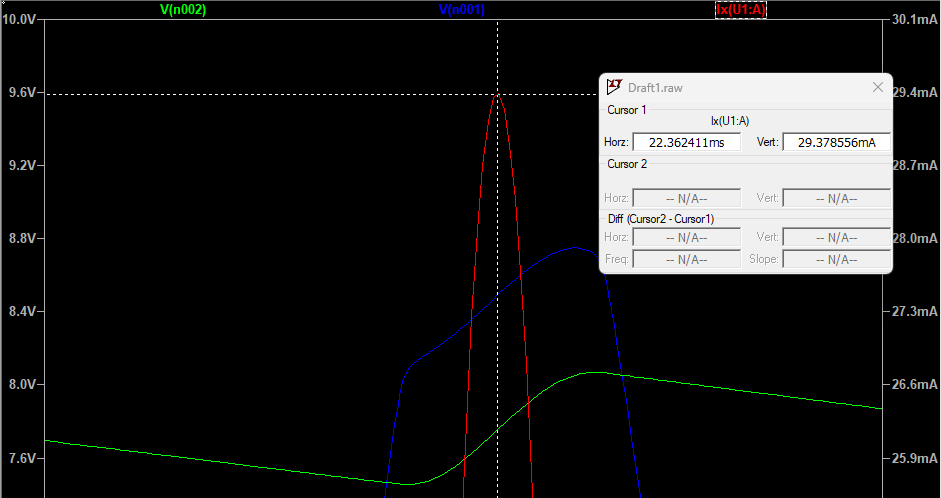 V(n002) V(n001) Ix(U1:A)
10.0V 30.1mA
9.6V 29.4mA
9.2V 28.7mA
8.8V 28.0mA
8.4V 27.3mA
8.0V 26.6mA
7.6V 25.9mA
Draft1.raw
Cursor 1
Ix(U1:A)
Horz: 22.362411ms Vert: 29.378556mA
Cursor 2
Horz: -- N/A-- Vert: -- N/A--
Diff (Cursor2 - Cursor1)
Horz: -- N/A-- Vert: -- N/A--
Freq: -- N/A-- Slope: -- N/A--